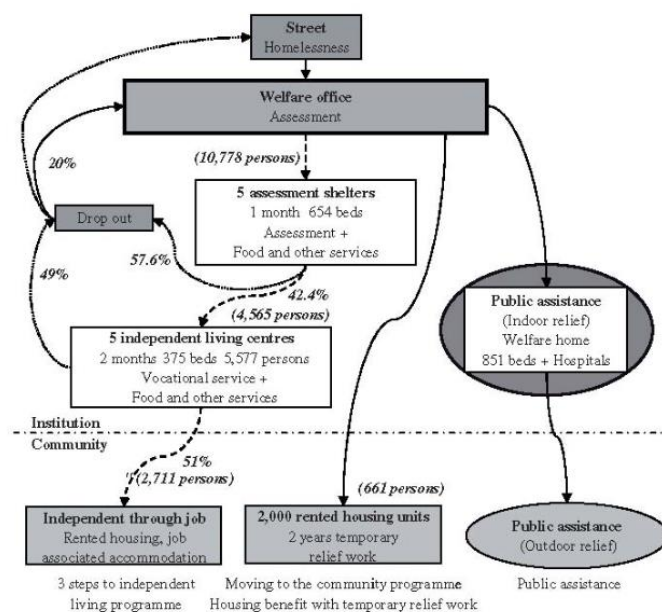 Street
Homelessness
Welfare office
Assessment
(10,778 persons)
20%
5 assessment shelters
1 month 654 beds
Assessment +
Food and other services
Drop out
57.6%
49%
42.4%
(4,565 persons)
Public assistance
(Indoor relief)
Welfare home
851 beds + Hospitals
5 independent living centres
2 months 375 beds 5,577 persons
Vocational service +
Food and other services
Institution
Community
51%
(2,711 persons)
(661 persons)
Independent through job
Rented housing, job
associated accommodation
2,000 rented housing units
2 years temporary
relief work
Public assistance
(Outdoor relief)
3 steps to independent
living programme
Moving to the community programme
Housing benefit with temporary relief work
Public assistance